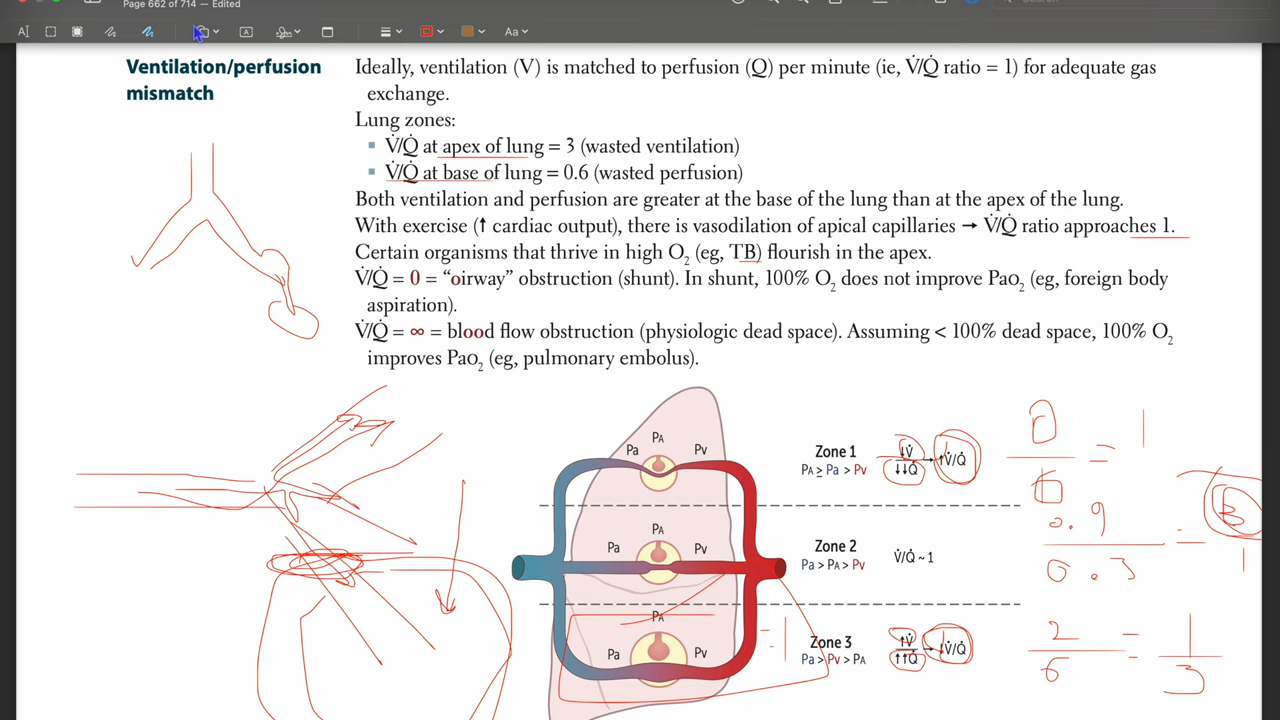 Page 662 of 714 — Edited
Search
Aa
Ventilation/perfusion
mismatch
Ideally, ventilation (V) is matched to perfusion (Q) per minute (ie, V̇/Q̇ ratio = 1) for adequate gas
exchange.
Lung zones:
▪ V̇/Q̇ at apex of lung = 3 (wasted ventilation)
▪ V̇/Q̇ at base of lung = 0.6 (wasted perfusion)
Both ventilation and perfusion are greater at the base of the lung than at the apex of the lung.
With exercise (↑ cardiac output), there is vasodilation of apical capillaries → V̇/Q̇ ratio approaches 1.
Certain organisms that thrive in high O₂ (eg, TB) flourish in the apex.
V̇/Q̇ = 0 = “oirway” obstruction (shunt). In shunt, 100% O₂ does not improve PaO₂ (eg, foreign body
aspiration).
V̇/Q̇ = ∞ = blood flow obstruction (physiologic dead space). Assuming < 100% dead space, 100% O₂
improves PaO₂ (eg, pulmonary embolus).
Pa PA Pv
Zone 1
PA ≥ Pa > Pv
↓V̇
↓↓Q̇
→ ↑V̇/Q̇
= 1
0.9
0.3
= 3
1
Pa PA Pv
Zone 2
Pa > PA > Pv
V̇/Q̇ ~ 1
Pa PA Pv
= 1
Zone 3
Pa > Pv > PA
↑V̇
↑↑Q̇
→ ↓V̇/Q̇
2
6
= 1
3